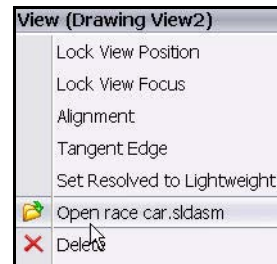 View (Drawing View2)
Lock View Position
Lock View Focus
Alignment
Tangent Edge
Set Resolved to Lightweight
Open race car.sldasm
Delete